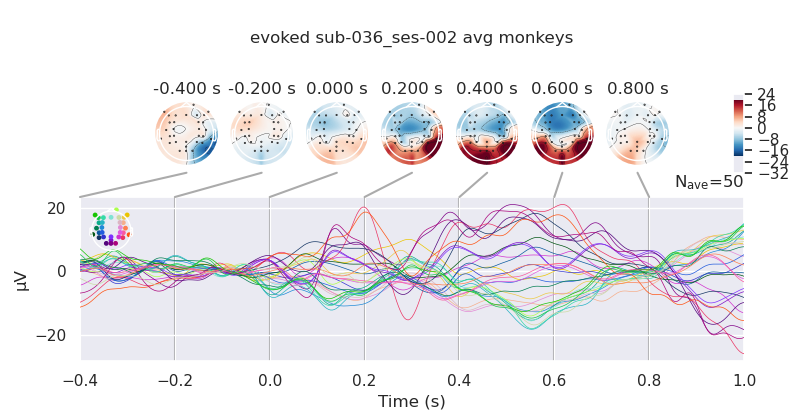 evoked sub-036_ses-002 avg monkeys
-0.400 s -0.200 s 0.000 s 0.200 s 0.400 s 0.600 s 0.800 s
24
16
8
0
−8
−16
−24
−32
Nave=50
20
0
−20
µV
−0.4 −0.2 0.0 0.2 0.4 0.6 0.8 1.0
Time (s)